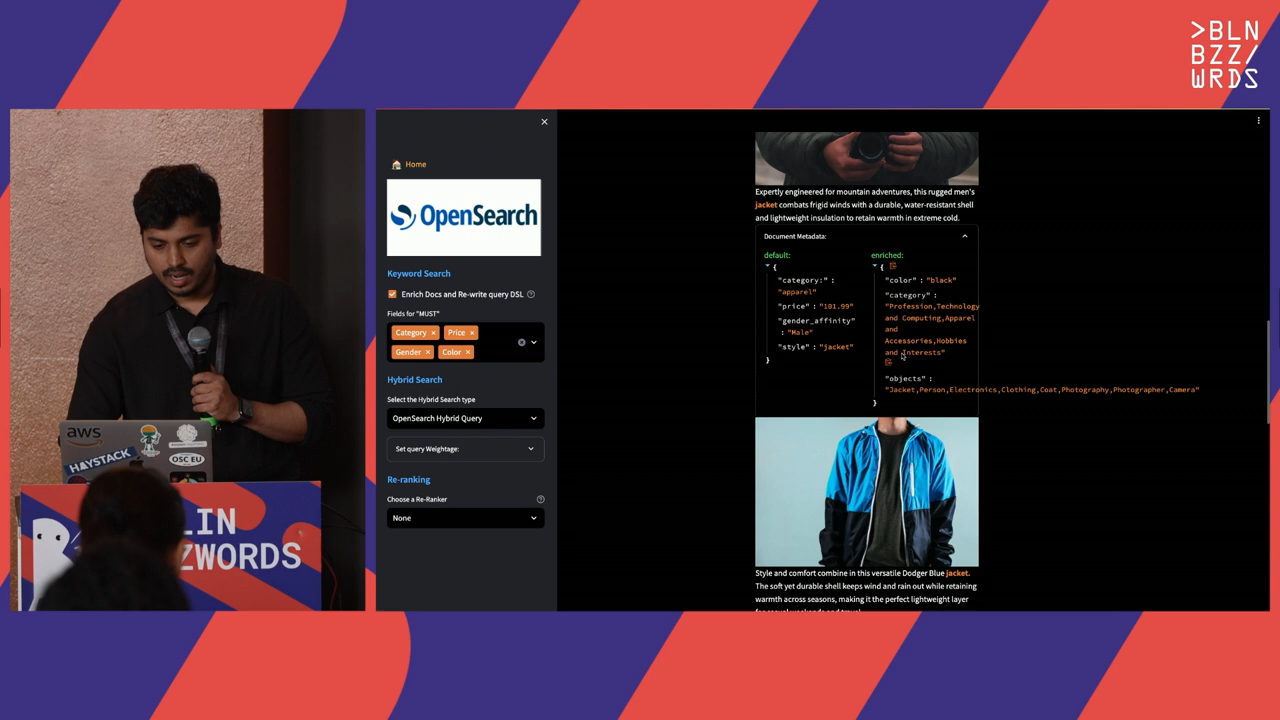 >BLN
BZZ/
WRDS
aws
HAYSTACK
OSC EU
LIN
ZZWORDS
Home
OpenSearch
Keyword Search
Enrich Docs and Re-write query DSL
Fields for "MUST"
Category ×
Price ×
Gender ×
Color ×
Hybrid Search
Select the Hybrid Search type
OpenSearch Hybrid Query
Set query Weightage:
Re-ranking
Choose a Re-Ranker
None
Expertly engineered for mountain adventures, this rugged men's
jacket combats frigid winds with a durable, water-resistant shell
and lightweight insulation to retain warmth in extreme cold.
Document Metadata:
default:
{
"category:" :
"apparel"
"price" : "101.99"
"gender_affinity"
: "Male"
"style" : "jacket"
}
enriched:
{
"color" : "black"
"category" :
"Profession,Technology
and Computing,Apparel
and
Accessories,Hobbies
and Interests"
"objects" :
"Jacket,Person,Electronics,Clothing,Coat,Photography,Photographer,Camera"
}
Style and comfort combine in this versatile Dodger Blue jacket.
The soft yet durable shell keeps wind and rain out while retaining
warmth across seasons, making it the perfect lightweight layer